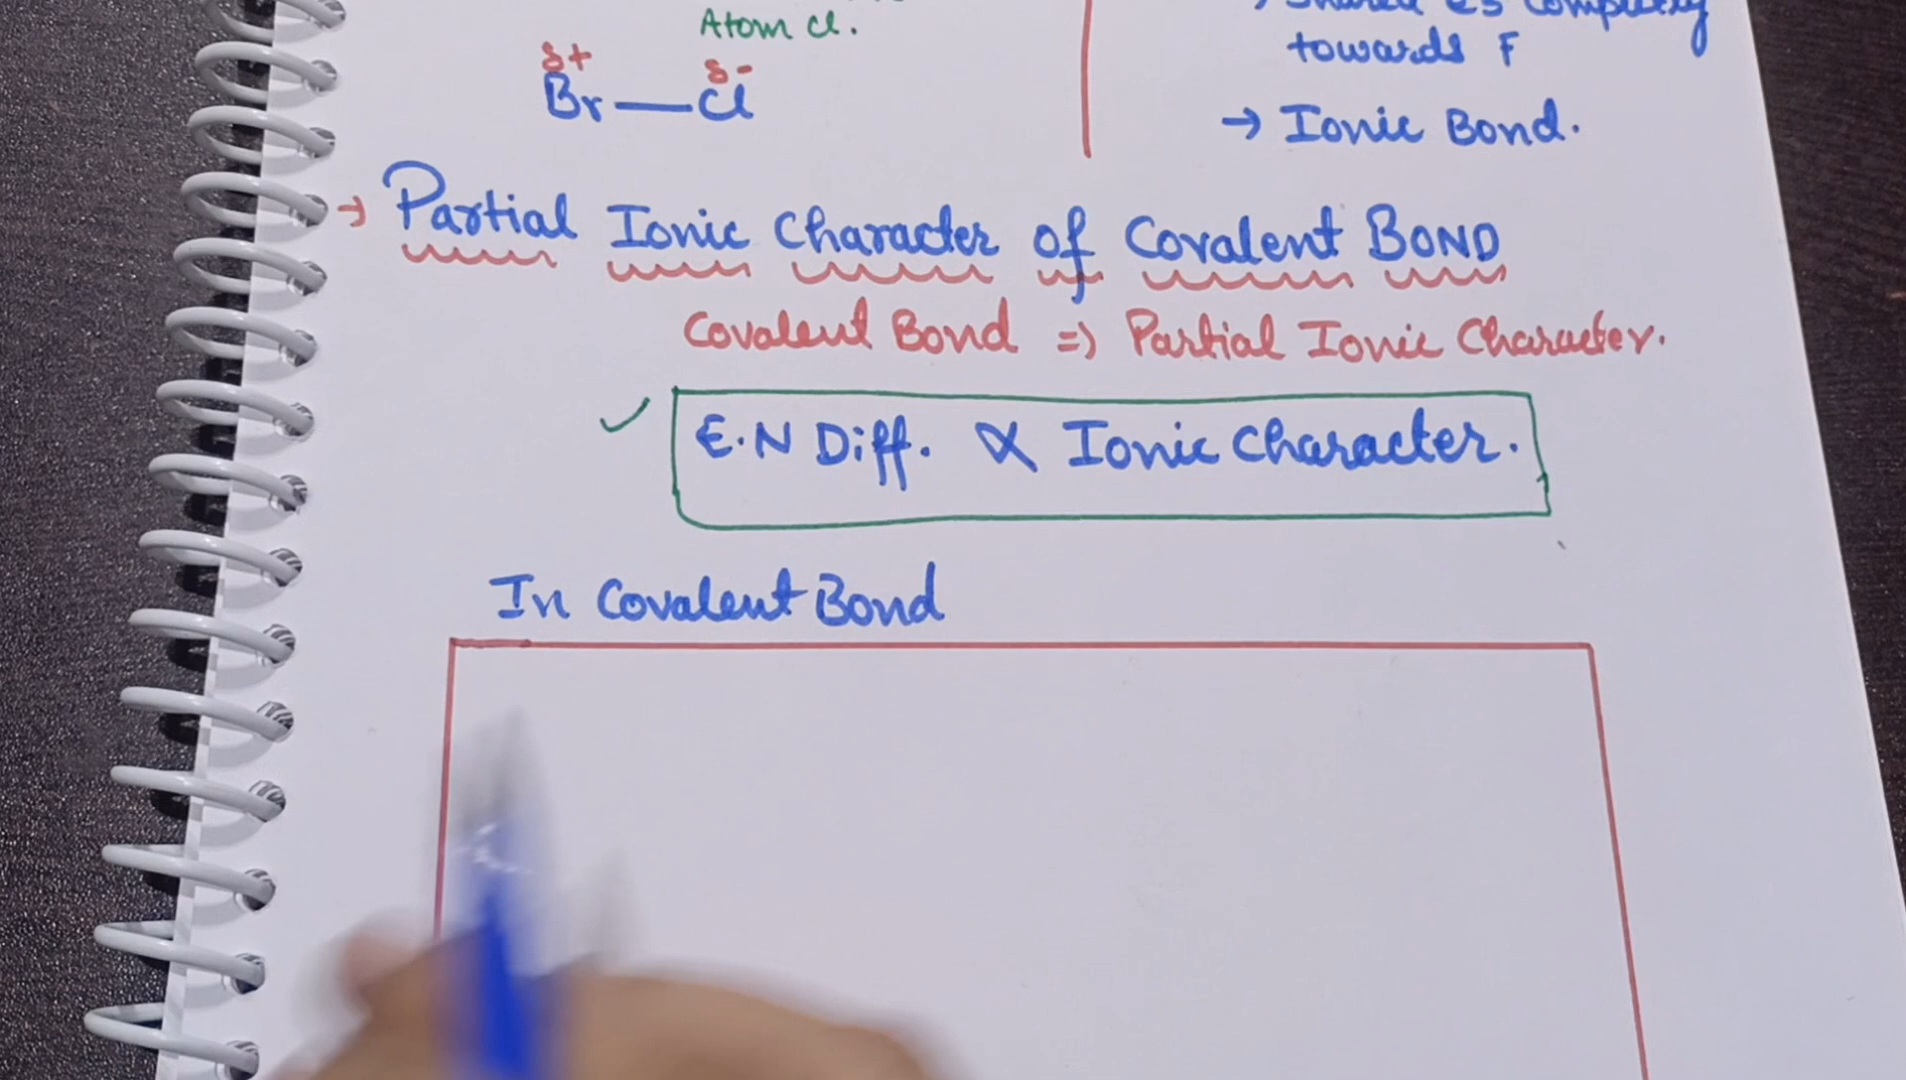 Atom Cl.
δ+ δ-
Br — Cl
towards F
→ Ionic Bond.
→ Partial Ionic Character of Covalent BOND
Covalent Bond => Partial Ionic Character.
✓ E.N Diff. ∝ Ionic Character.
In Covalent Bond